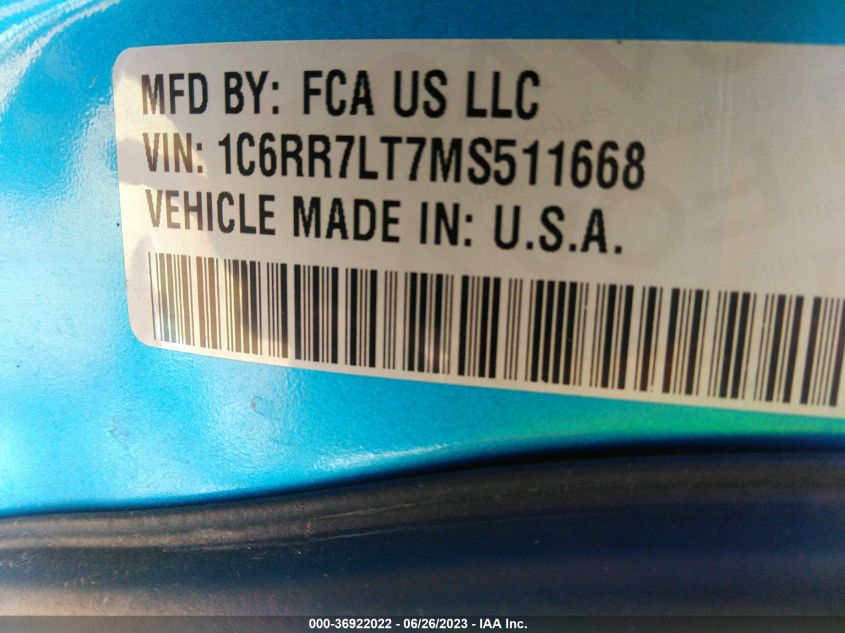 MFD BY: FCA US LLC
VIN: 1C6RR7LT7MS511668
VEHICLE MADE IN: U.S.A.
000-36922022 - 06/26/2023 - IAA Inc.